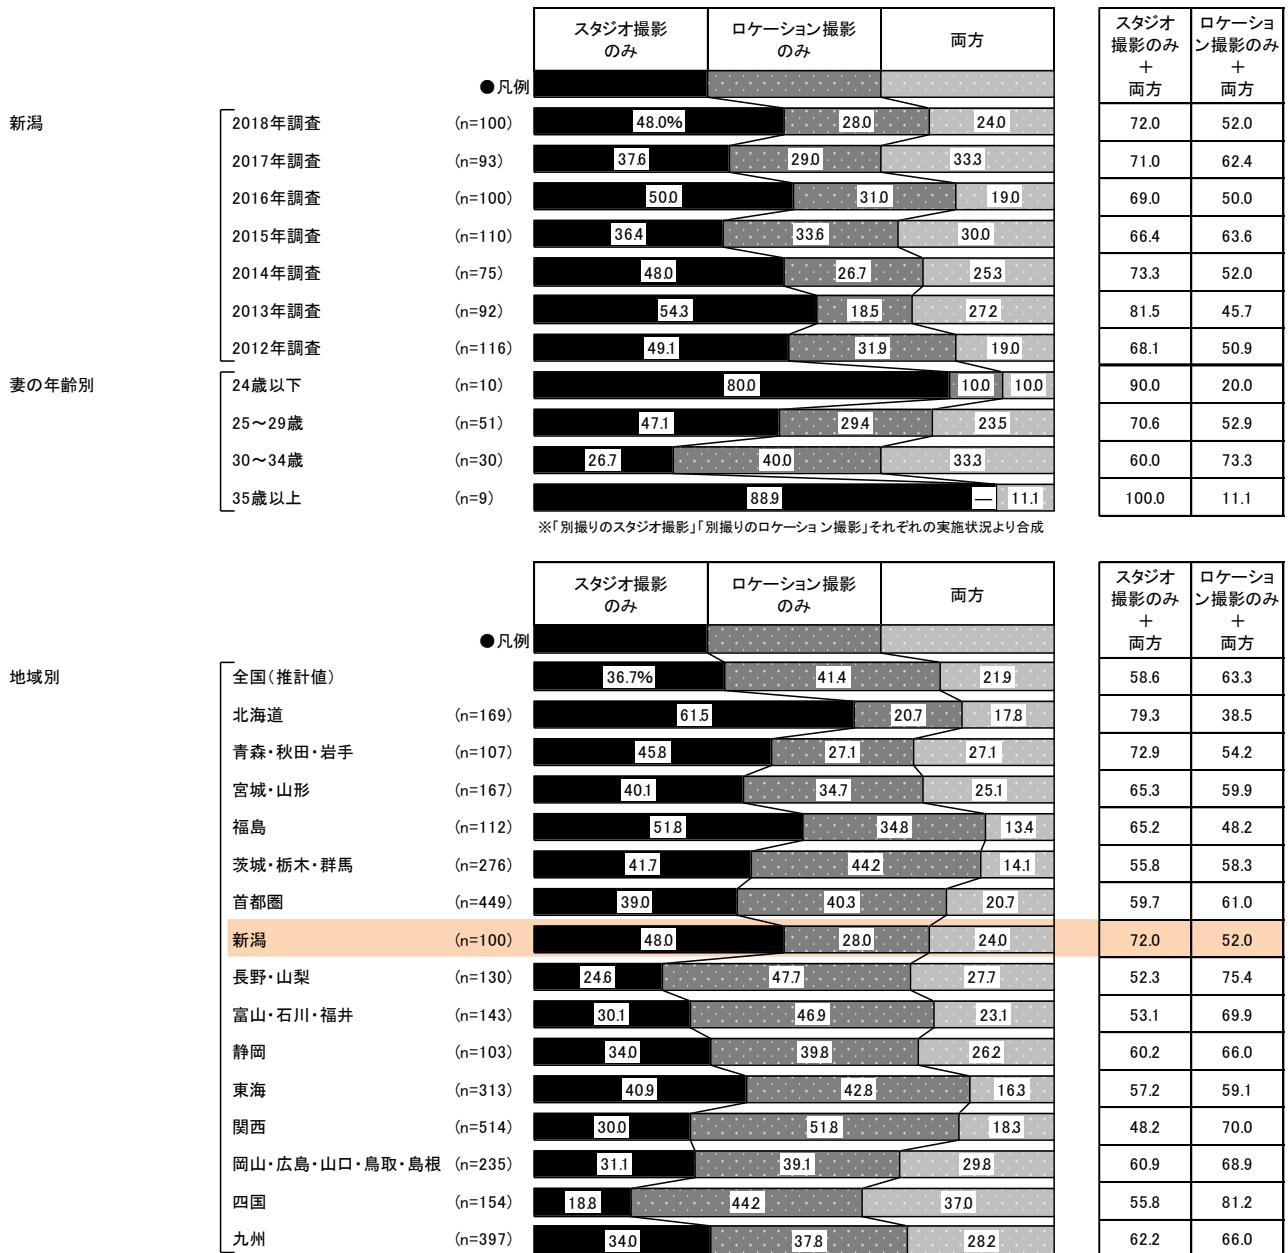 スタジオ撮影 ロケーション撮影 両方 スタジオ ロケーショ
のみ のみ 撮影のみ ン撮影のみ
＋ ＋
●凡例 両方 両方
新潟 2018年調査 (n=100) 48.0% 28.0 24.0 72.0 52.0
2017年調査 (n=93) 37.6 29.0 33.3 71.0 62.4
2016年調査 (n=100) 50.0 31.0 19.0 69.0 50.0
2015年調査 (n=110) 36.4 33.6 30.0 66.4 63.6
2014年調査 (n=75) 48.0 26.7 25.3 73.3 52.0
2013年調査 (n=92) 54.3 18.5 27.2 81.5 45.7
2012年調査 (n=116) 49.1 31.9 19.0 68.1 50.9
妻の年齢別 24歳以下 (n=10) 80.0 10.0 10.0 90.0 20.0
25～29歳 (n=51) 47.1 29.4 23.5 70.6 52.9
30～34歳 (n=30) 26.7 40.0 33.3 60.0 73.3
35歳以上 (n=9) 88.9 ― 11.1 100.0 11.1
※「別撮りのスタジオ撮影」「別撮りのロケーション撮影」それぞれの実施状況より合成
スタジオ撮影 ロケーション撮影 両方 スタジオ ロケーショ
のみ のみ 撮影のみ ン撮影のみ
＋ ＋
●凡例 両方 両方
地域別 全国(推計値) 36.7% 41.4 21.9 58.6 63.3
北海道 (n=169) 61.5 20.7 17.8 79.3 38.5
青森・秋田・岩手 (n=107) 45.8 27.1 27.1 72.9 54.2
宮城・山形 (n=167) 40.1 34.7 25.1 65.3 59.9
福島 (n=112) 51.8 34.8 13.4 65.2 48.2
茨城・栃木・群馬 (n=276) 41.7 44.2 14.1 55.8 58.3
首都圏 (n=449) 39.0 40.3 20.7 59.7 61.0
新潟 (n=100) 48.0 28.0 24.0 72.0 52.0
長野・山梨 (n=130) 24.6 47.7 27.7 52.3 75.4
富山・石川・福井 (n=143) 30.1 46.9 23.1 53.1 69.9
静岡 (n=103) 34.0 39.8 26.2 60.2 66.0
東海 (n=313) 40.9 42.8 16.3 57.2 59.1
関西 (n=514) 30.0 51.8 18.3 48.2 70.0
岡山・広島・山口・鳥取・島根 (n=235) 31.1 39.1 29.8 60.9 68.9
四国 (n=154) 18.8 44.2 37.0 55.8 81.2
九州 (n=397) 34.0 37.8 28.2 62.2 66.0